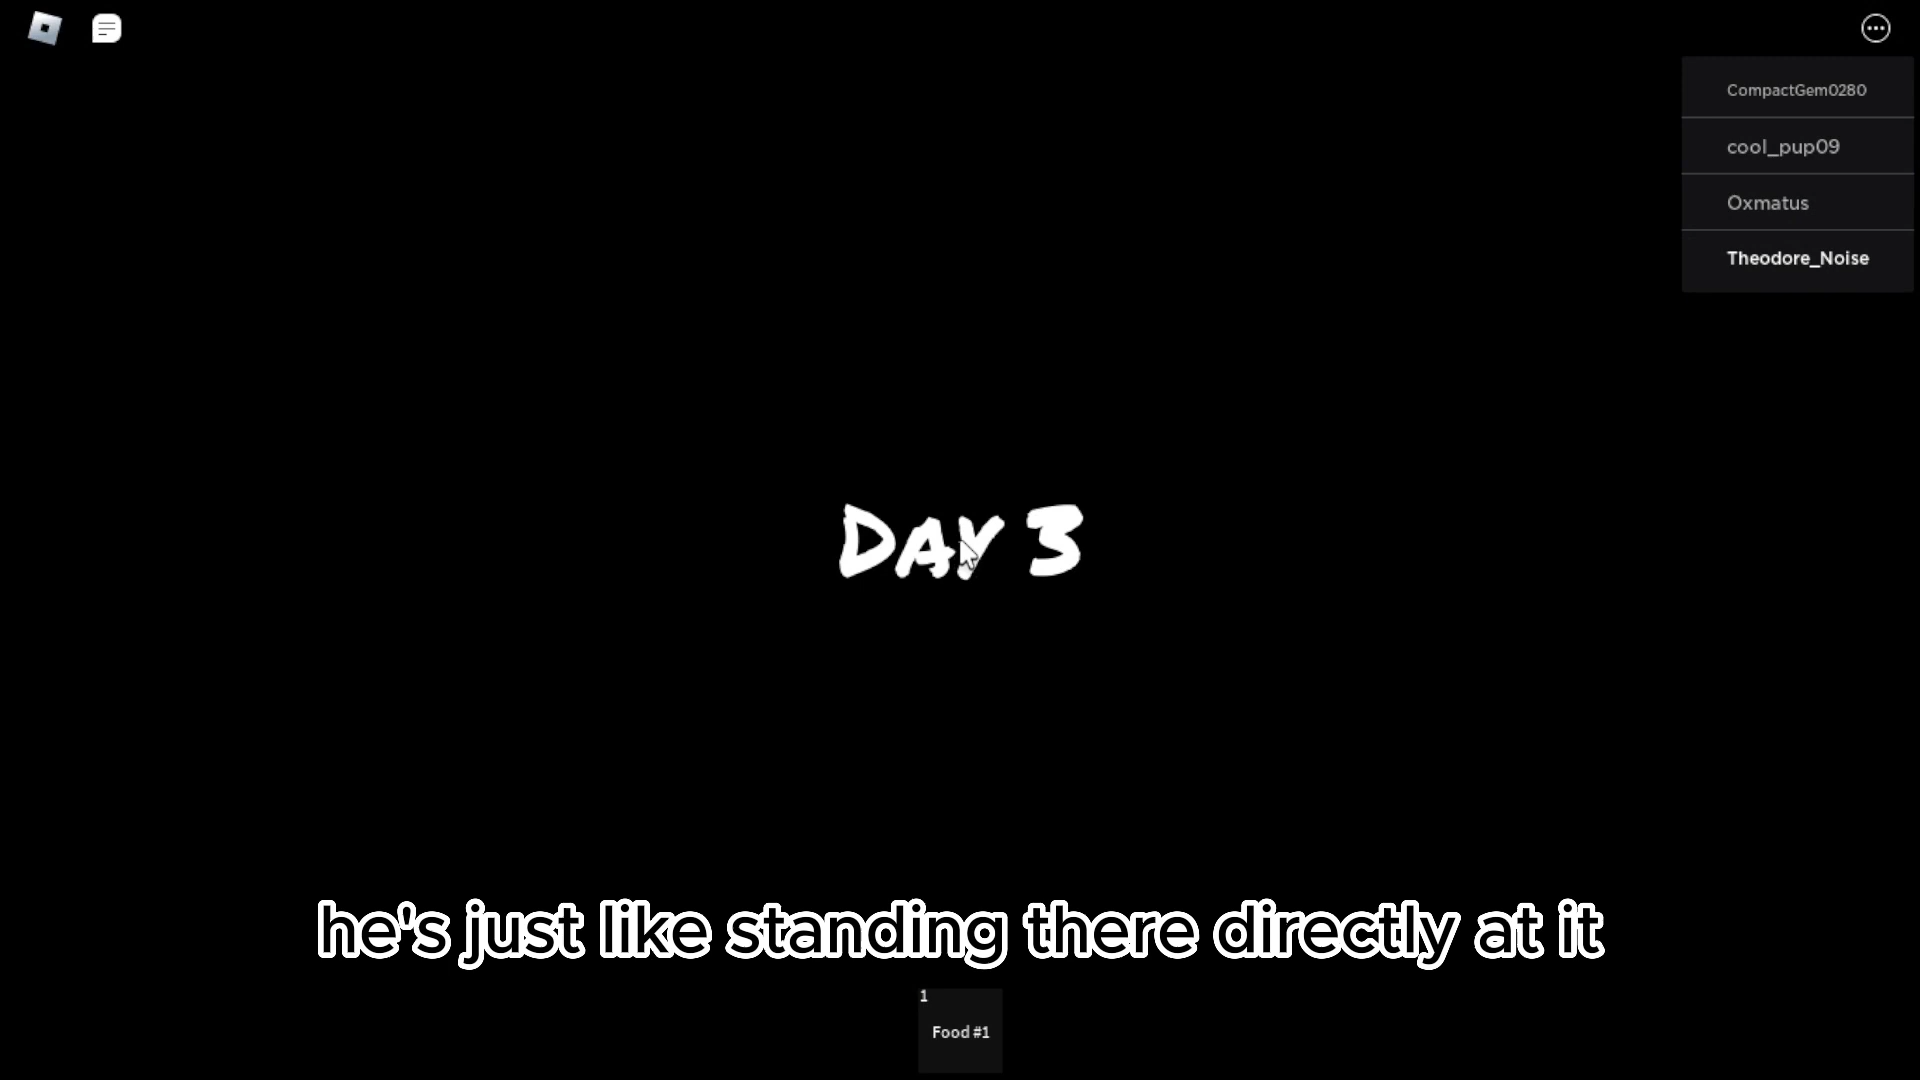 CompactGem0280
cool_pup09
Oxmatus
Theodore_Noise
DAY 3
he's just like standing there directly at it
1
Food #1